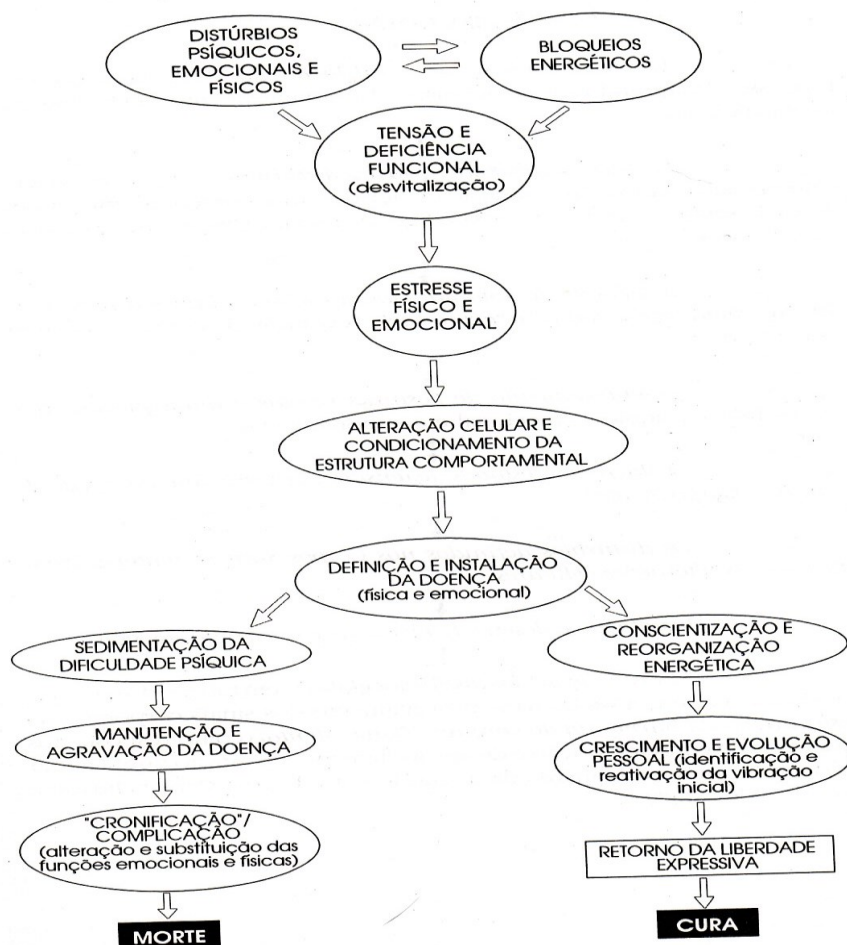 DISTÚRBIOS
PSÍQUICOS,
EMOCIONAIS E
FÍSICOS
BLOQUEIOS
ENERGÉTICOS
TENSÃO E
DEFICIÊNCIA
FUNCIONAL
(desvitalização)
ESTRESSE
FÍSICO E
EMOCIONAL
ALTERAÇÃO CELULAR E
CONDICIONAMENTO DA
ESTRUTURA COMPORTAMENTAL
DEFINIÇÃO E INSTALAÇÃO
DA DOENÇA
(física e emocional)
SEDIMENTAÇÃO DA
DIFICULDADE PSÍQUICA
MANUTENÇÃO E
AGRAVAÇÃO DA DOENÇA
"CRONIFICAÇÃO"/
COMPLICAÇÃO
(alteração e substituição das
funções emocionais e físicas)
MORTE
CONSCIENTIZAÇÃO E
REORGANIZAÇÃO
ENERGÉTICA
CRESCIMENTO E EVOLUÇÃO
PESSOAL (identificação e
reativação da vibração
inicial)
RETORNO DA LIBERDADE
EXPRESSIVA
CURA